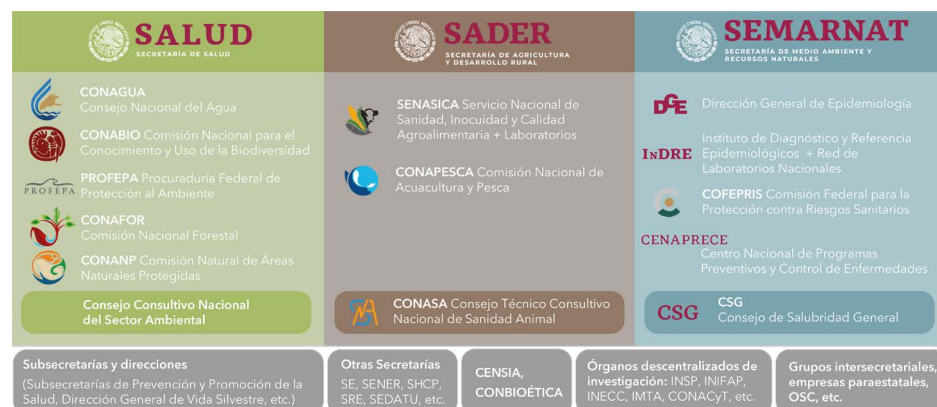 SALUD
SECRETARÍA DE SALUD
CONAGUA
Consejo Nacional del Agua
CONABIO Comisión Nacional para el
Conocimiento y Uso de la Biodiversidad
PROFEPA
PROFEPA Procuraduría Federal de
Protección al Ambiente
CONAFOR
Comisión Nacional Forestal
CONANP Comisión Natural de Áreas
Naturales Protegidas
Consejo Consultivo Nacional
del Sector Ambiental
SADER
SECRETARÍA DE AGRICULTURA
Y DESARROLLO RURAL
SENASICA Servicio Nacional de
Sanidad, Inocuidad y Calidad
Agroalimentaria + Laboratorios
CONAPESCA Comisión Nacional de
Acuacultura y Pesca
CONASA Consejo Técnico Consultivo
Nacional de Sanidad Animal
SEMARNAT
SECRETARÍA DE MEDIO AMBIENTE Y
RECURSOS NATURALES
DGE Dirección General de Epidemiología
Instituto de Diagnóstico y Referencia
INDRE Epidemiológicos + Red de
Laboratorios Nacionales
COFEPRIS Comisión Federal para la
Protección contra Riesgos Sanitarios
CENAPRECE
Centro Nacional de Programas
Preventivos y Control de Enfermedades
CSG
CSG
Consejo de Salubridad General
Subsecretarías y direcciones
(Subsecretarías de Prevención y Promoción de la
Salud, Dirección General de Vida Silvestre, etc.)
Otras Secretarías
SE, SENER, SHCP,
SRE, SEDATU, etc.
CENSIA,
CONBIOÉTICA
Órganos descentralizados de
investigación: INSP, INIFAP,
INECC, IMTA, CONACyT, etc.
Grupos intersecretariales,
empresas paraestatales,
OSC, etc.